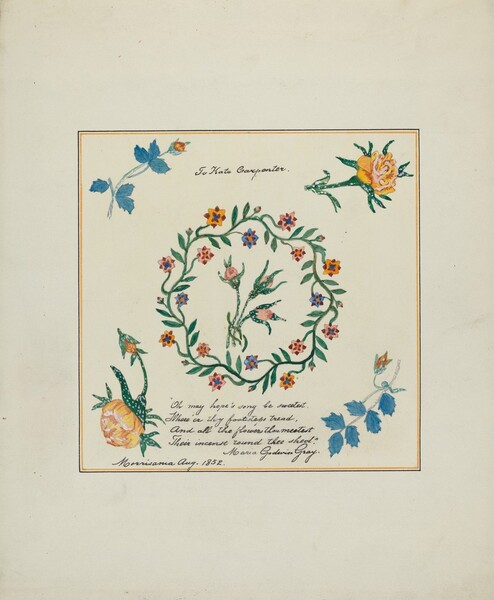 To Kate Carpenter.
"Oh may hope's song be sweetest
Where'er thy footsteps tread,
And all the flowers thou meetest
Their incense round thee shed."
Maria Godwin Gray.
Morrisania Aug. 1852.